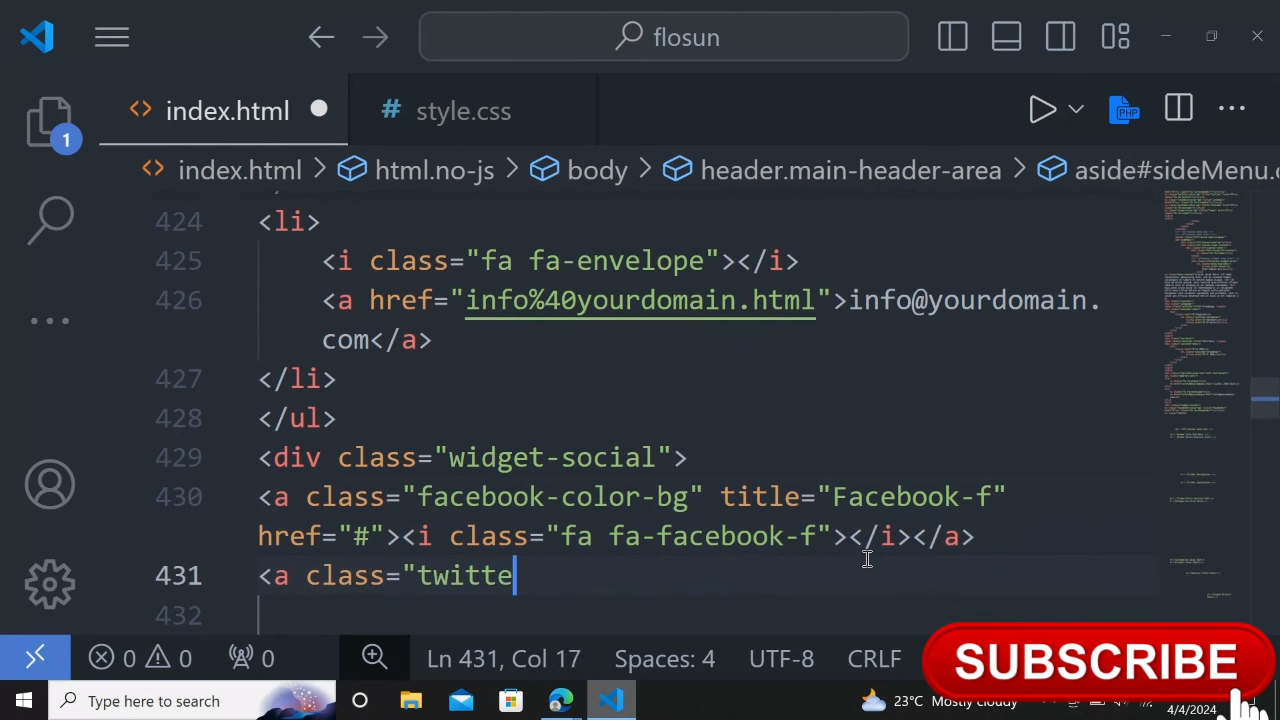 flosun
index.html
style.css
index.html > html.no-js > body > header.main-header-area > aside#sideMenu.
1
424 <li>
425 <i class="fa fa-envelope"></i>
426 <a href="info%40yourdomain.html">info@yourdomain.
com</a>
427 </li>
428 </ul>
429 <div class="widget-social">
430 <a class="facebook-color-bg" title="Facebook-f"
href="#"><i class="fa fa-facebook-f"></i></a>
431 <a class="twitte
432
0 0 0 Ln 431, Col 17 Spaces: 4 UTF-8 CRLF
SUBSCRIBE
Type here to search 23°C Mostly cloudy
4/4/2024